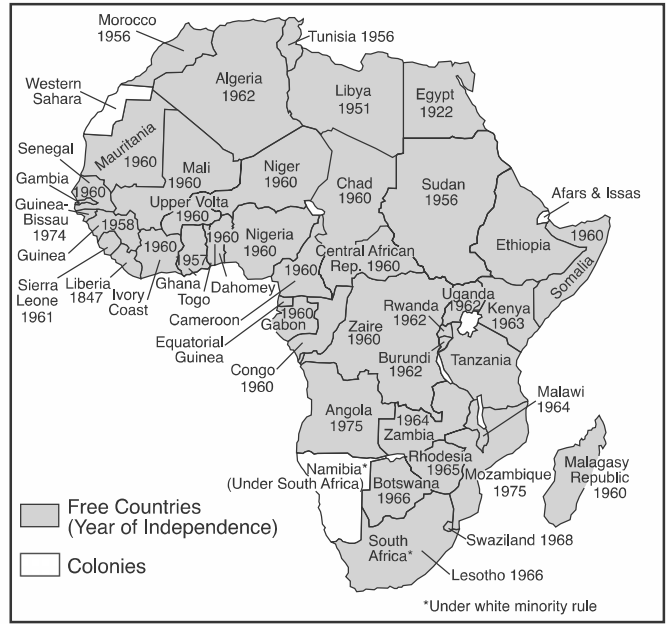 Morocco
1956
Tunisia 1956
Algeria
1962
Libya
1951
Egypt
1922
Western
Sahara
Mauritania
1960
Mali
1960
Niger
1960
Chad
1960
Sudan
1956
Afars & Issas
Senegal
1960
Gambia
Guinea-
Bissau
1974
Guinea
1958
Sierra
Leone
1961
Liberia
1847
Ivory
Coast
1960
Upper Volta
1960
Ghana
1957
Togo
1960
Dahomey
Nigeria
1960
Cameroon
1960
Central African
Rep. 1960
Ethiopia
1960
Somalia
Equatorial
Guinea
1960
Gabon
Congo
1960
Zaire
1960
Rwanda
1962
Burundi
1962
Uganda
1962
Kenya
1963
Tanzania
Malawi
1964
Angola
1975
1964
Zambia
Rhodesia
1965
Mozambique
1975
Malagasy
Republic
1960
Namibia*
(Under South Africa)
Botswana
1966
South
Africa*
Swaziland 1968
Lesotho 1966
Free Countries
(Year of Independence)
Colonies
*Under white minority rule